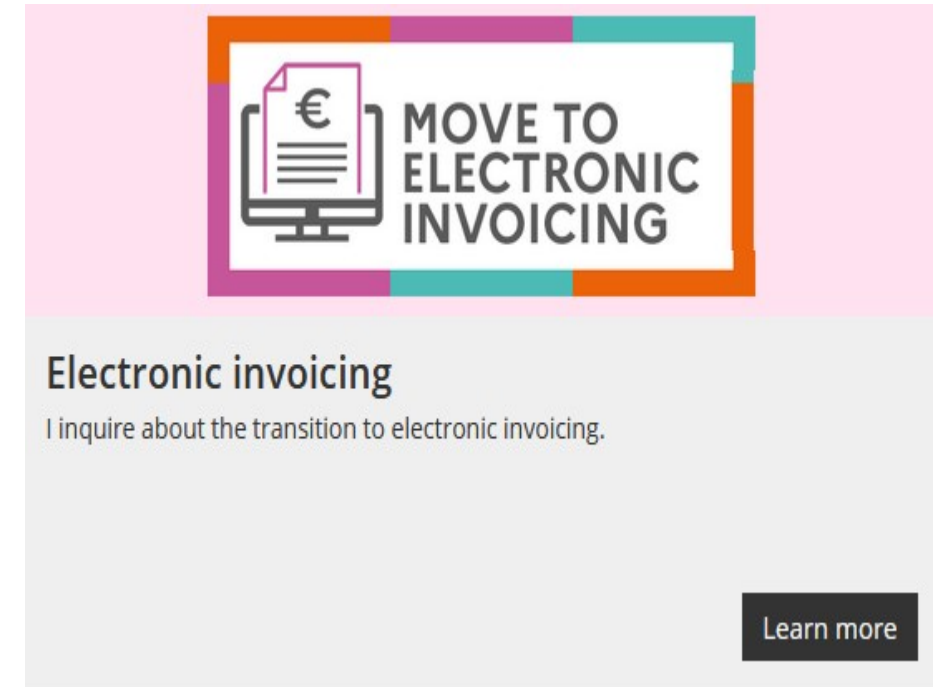 €
MOVE TO
ELECTRONIC
INVOICING
Electronic invoicing
I inquire about the transition to electronic invoicing.
Learn more